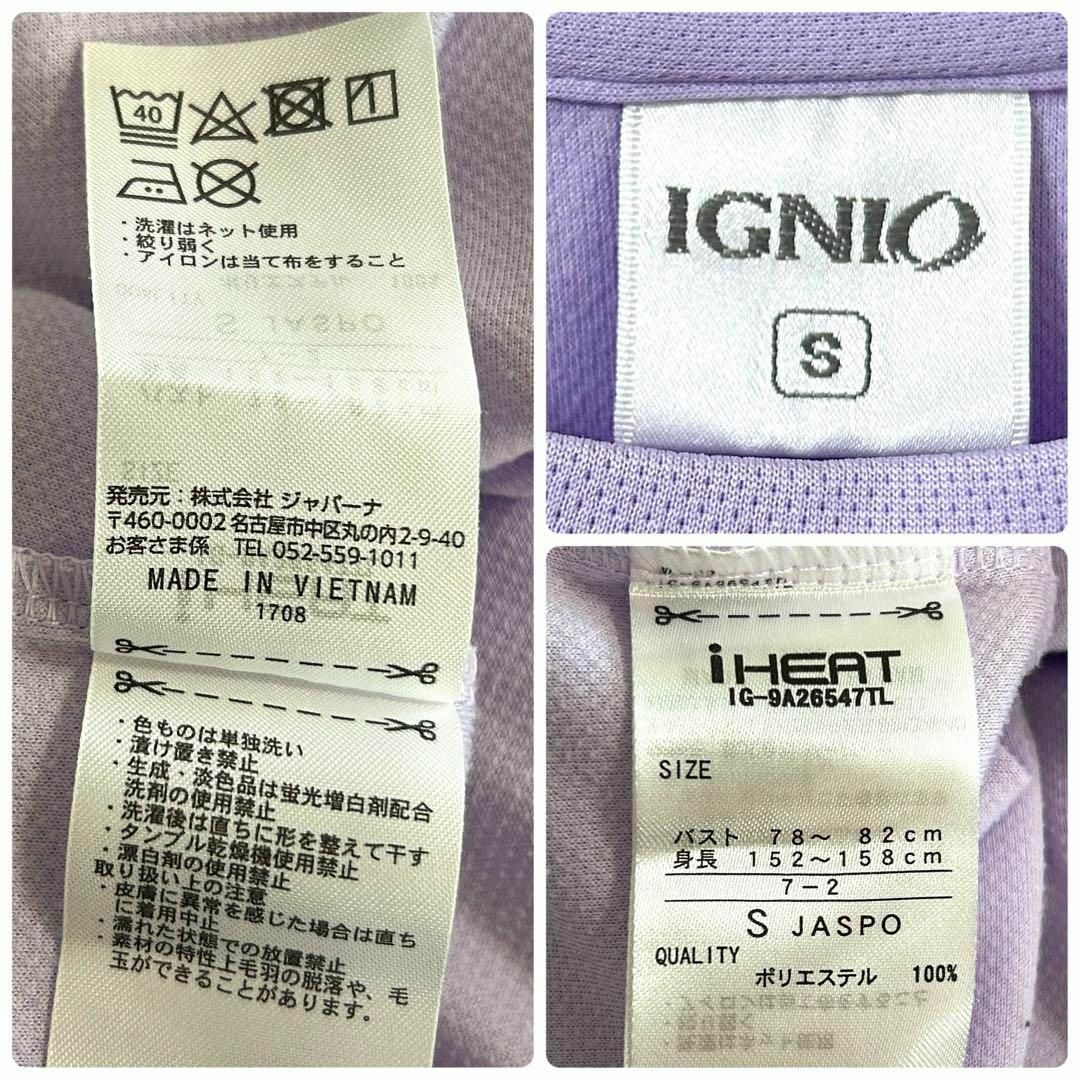 40
・洗濯はネット使用
・絞り弱く
・アイロンは当て布をすること
発売元：株式会社 ジャパーナ
〒460-0002 名古屋市中区丸の内2-9-40
お客さま係 TEL 052-559-1011
MADE IN VIETNAM
1708
・色ものは単独洗い
・漬け置き禁止
・生成・淡色品は蛍光増白剤配合
洗剤の使用禁止
・洗濯後は直ちに形を整えて干す
・タンブル乾燥機使用禁止
・漂白剤の使用禁止
取り扱い上の注意
・皮膚に異常を感じた場合は直ち
に着用中止
・濡れた状態での放置禁止
・素材の特性上毛羽の脱落や、毛
玉ができることがあります。
IGNIO
S
iHEAT
IG-9A26547TL
SIZE
バスト 78～ 82cm
身長 152～158cm
7-2
S JASPO
QUALITY
ポリエステル 100%